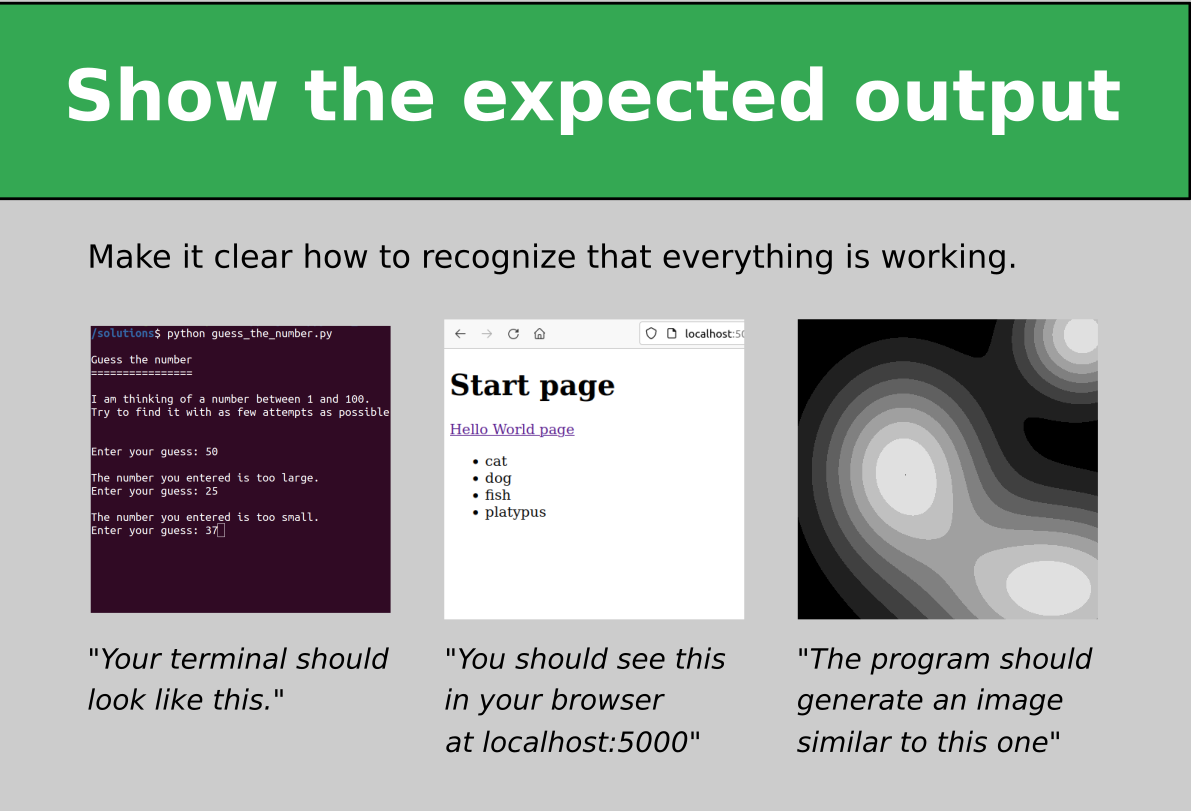 Show the expected output
Make it clear how to recognize that everything is working.
/solutions$ python guess_the_number.py
Guess the number
================
I am thinking of a number between 1 and 100.
Try to find it with as few attempts as possible
Enter your guess: 50
The number you entered is too large.
Enter your guess: 25
The number you entered is too small.
Enter your guess: 37
"Your terminal should
look like this."
localhost:50
Start page
Hello World page
• cat
• dog
• fish
• platypus
"You should see this
in your browser
at localhost:5000"
"The program should
generate an image
similar to this one"